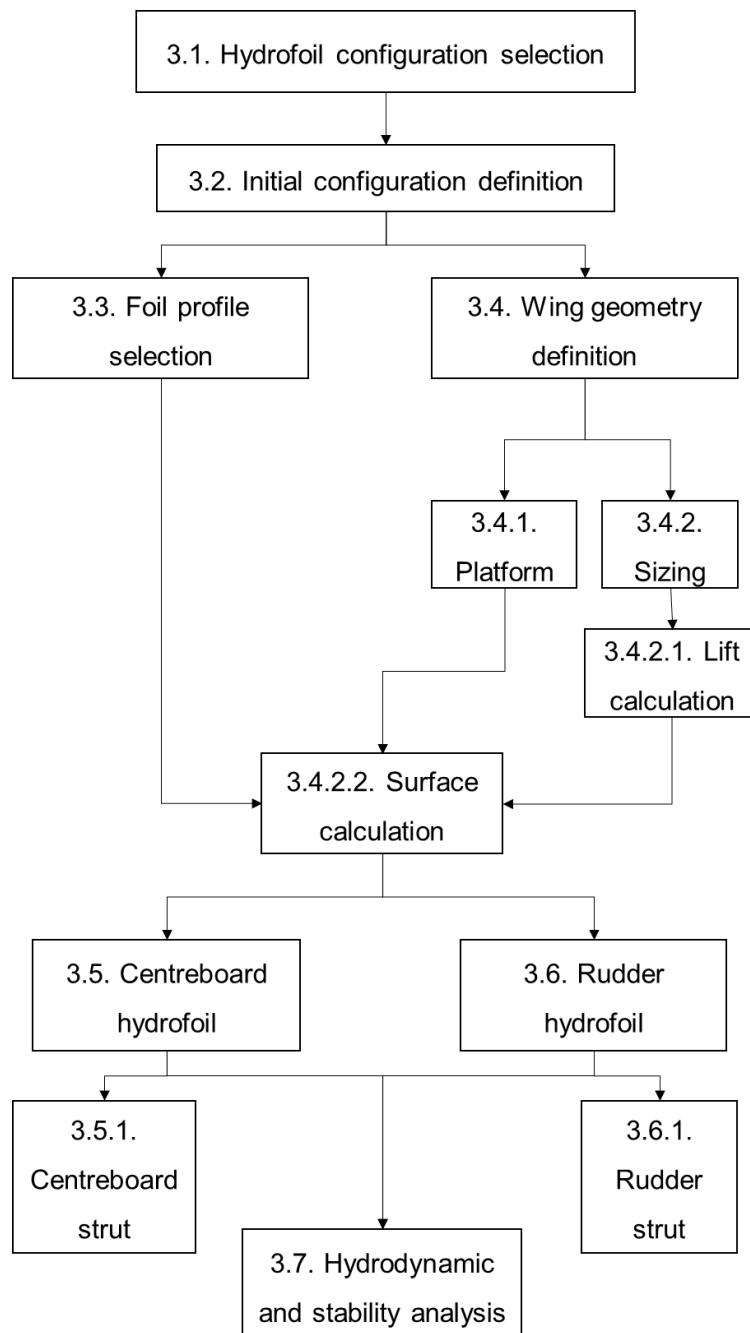 3.1. Hydrofoil configuration selection
3.2. Initial configuration definition
3.3. Foil profile
selection
3.4. Wing geometry
definition
3.4.1.
Platform
3.4.2.
Sizing
3.4.2.1. Lift
calculation
3.4.2.2. Surface
calculation
3.5. Centreboard
hydrofoil
3.6. Rudder
hydrofoil
3.5.1.
Centreboard
strut
3.6.1.
Rudder
strut
3.7. Hydrodynamic
and stability analysis